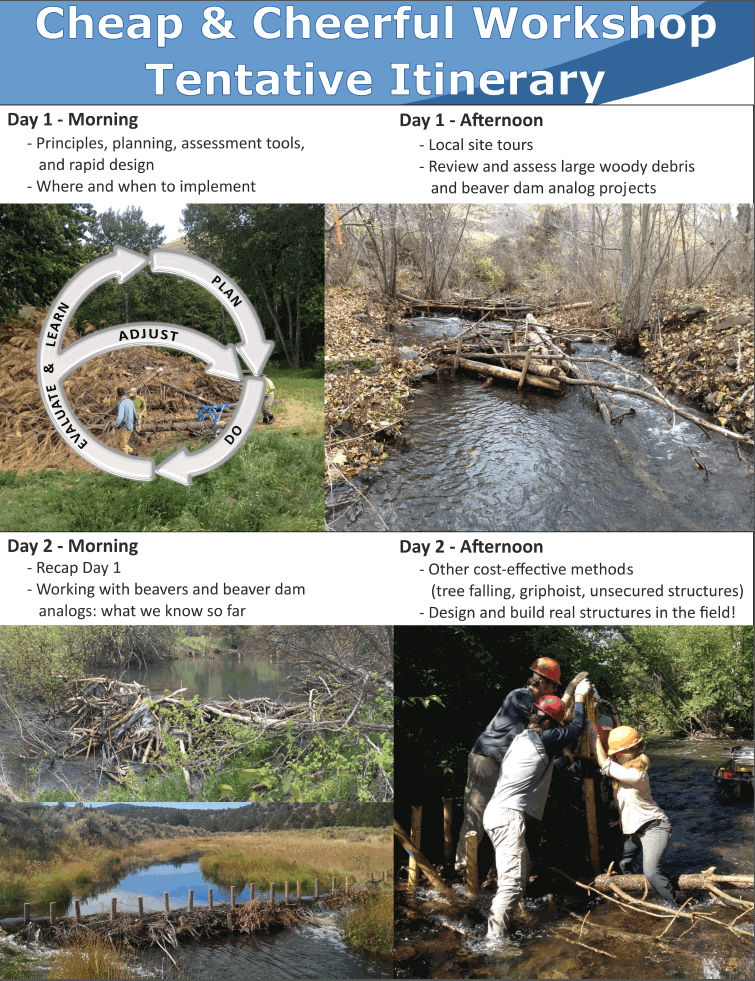 Cheap & Cheerful Workshop
Tentative Itinerary
Day 1 - Morning
- Principles, planning, assessment tools,
and rapid design
- Where and when to implement
Day 1 - Afternoon
- Local site tours
- Review and assess large woody debris
and beaver dam analog projects
PLAN
ADJUST
DO
EVALUATE & LEARN
Day 2 - Morning
- Recap Day 1
- Working with beavers and beaver dam
analogs: what we know so far
Day 2 - Afternoon
- Other cost-effective methods
(tree falling, griphoist, unsecured structures)
- Design and build real structures in the field!